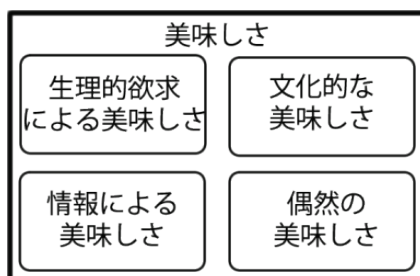 美味しさ
生理的欲求
による美味しさ
文化的な
美味しさ
情報による
美味しさ
偶然の
美味しさ